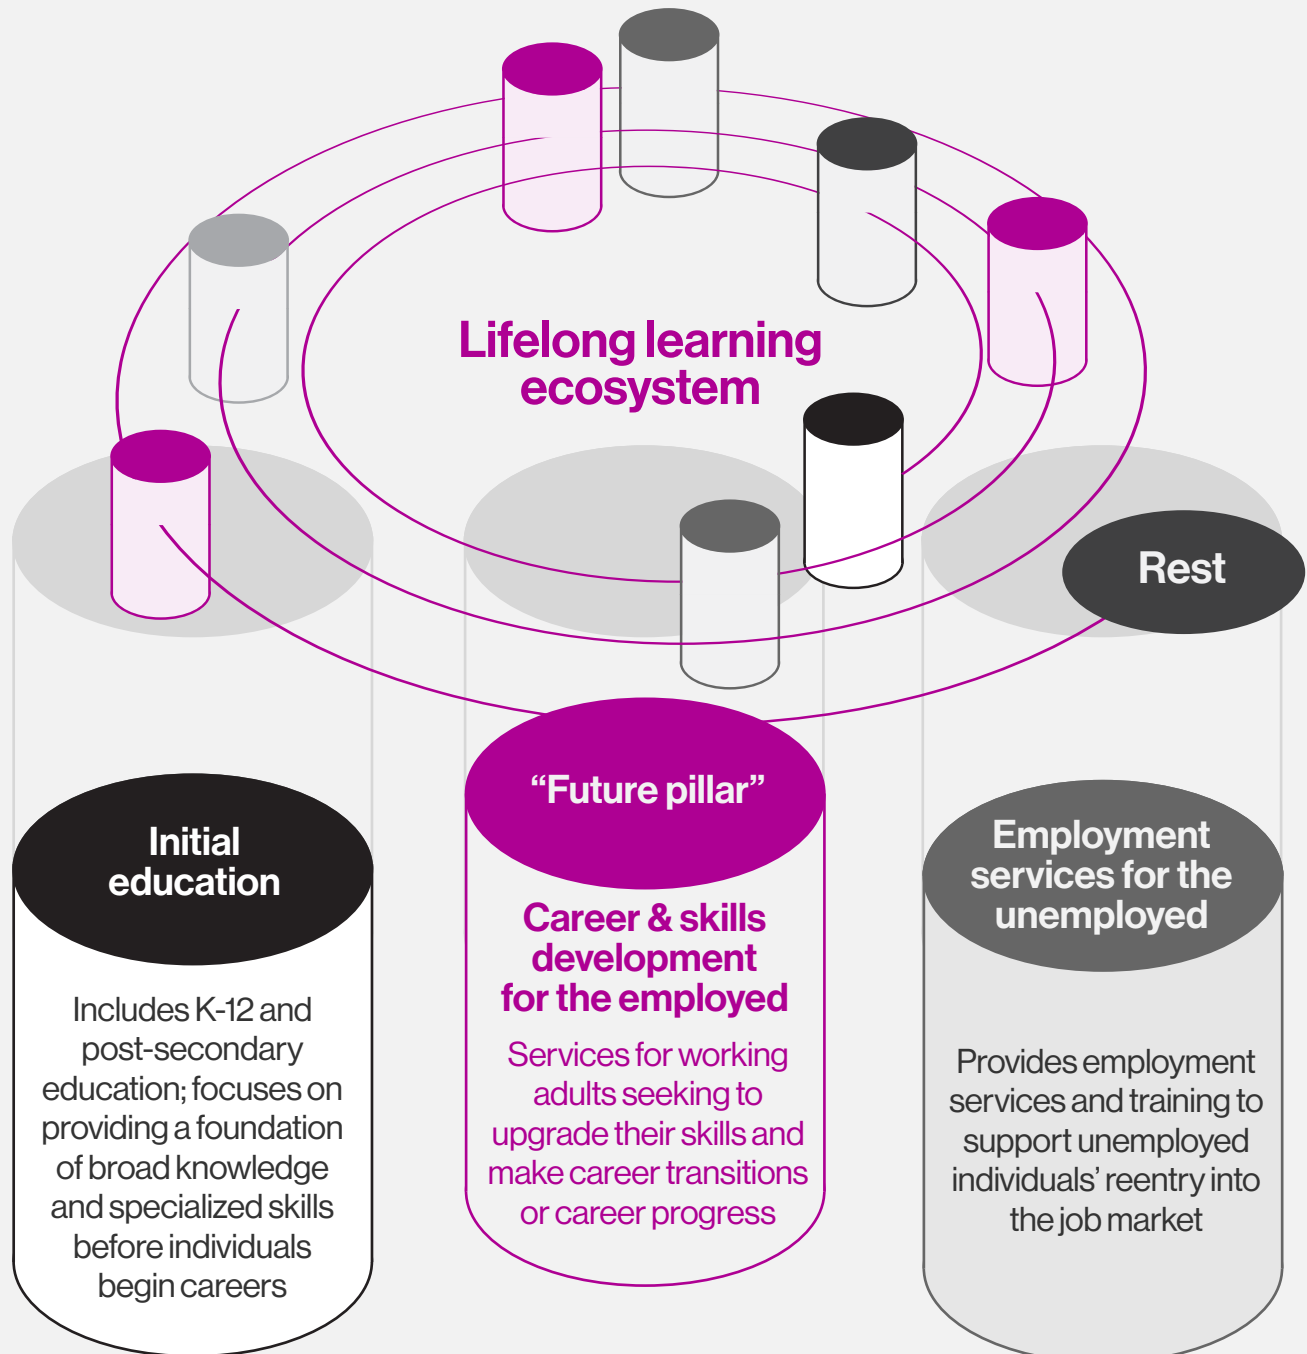 Lifelong learning
ecosystem
Rest
Initial
education
Includes K-12 and
post-secondary
education; focuses on
providing a foundation
of broad knowledge
and specialized skills
before individuals
begin careers
“Future pillar”
Career & skills
development
for the employed
Services for working
adults seeking to
upgrade their skills and
make career transitions
or career progress
Employment
services for the
unemployed
Provides employment
services and training to
support unemployed
individuals’ reentry into
the job market